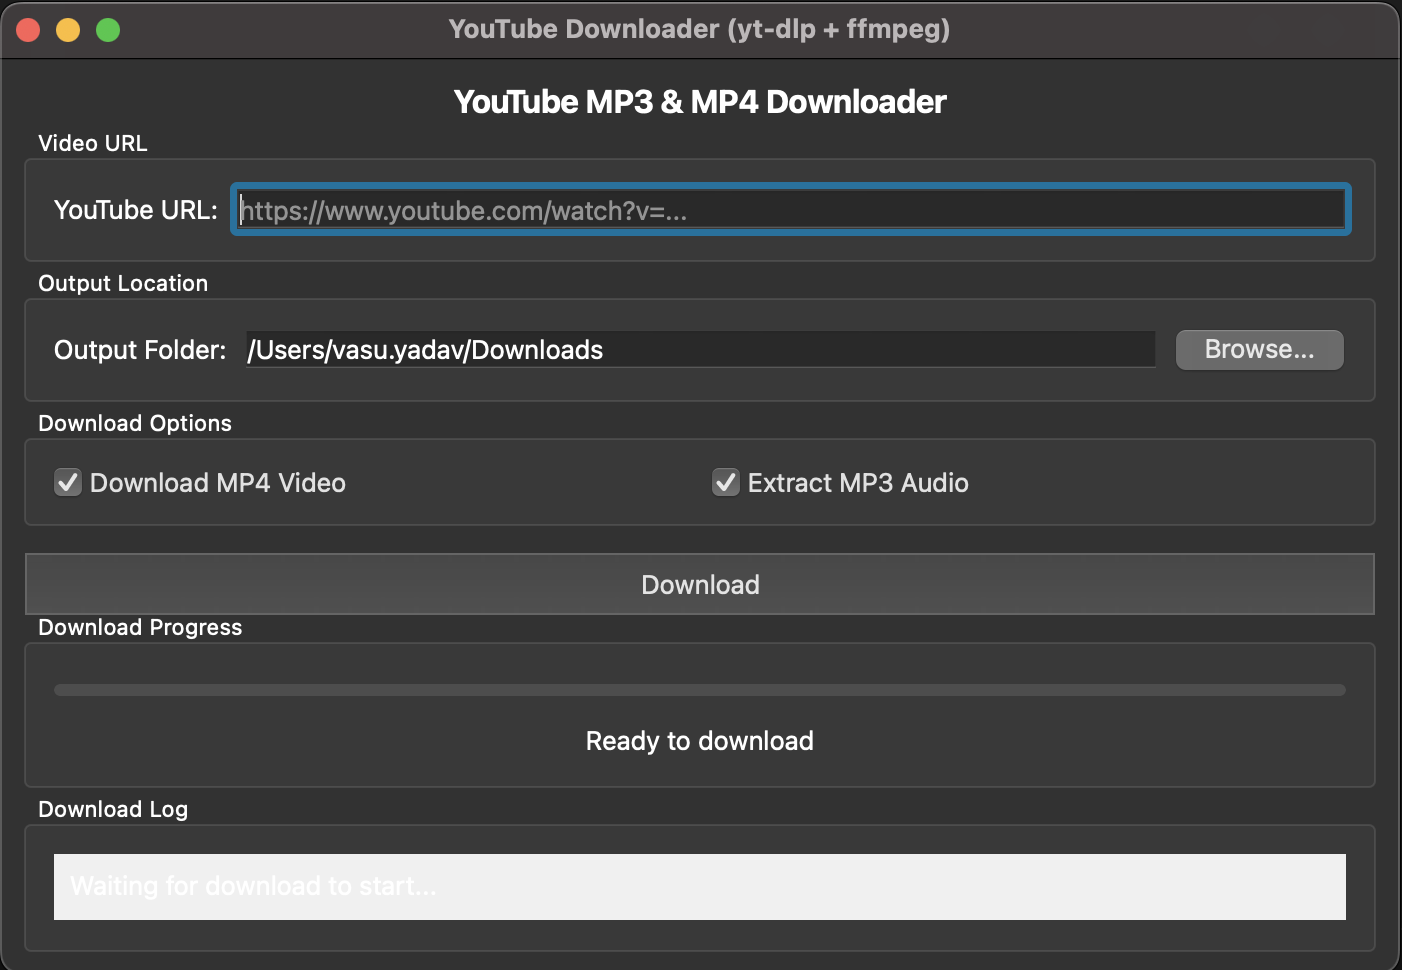 YouTube Downloader (yt-dlp + ffmpeg)
YouTube MP3 & MP4 Downloader
Video URL
YouTube URL: https://www.youtube.com/watch?v=...
Output Location
Output Folder: /Users/vasu.yadav/Downloads Browse...
Download Options
Download MP4 Video Extract MP3 Audio
Download
Download Progress
Ready to download
Download Log
Waiting for download to start...